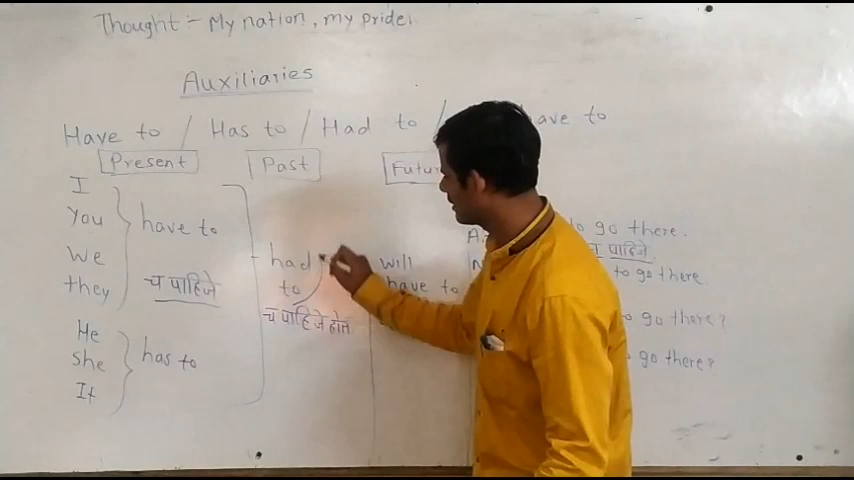 Thought :- My nation, my pride.
Auxiliaries
Have to / Has to / Had to / have to
Present Past Futu
I
You
We
they
have to
च पाहिजे
He
She
It
has to
had
to
च पाहिजे होते
will
have to
to go there.
च पाहिजे
to go there
to go there?
to go there?